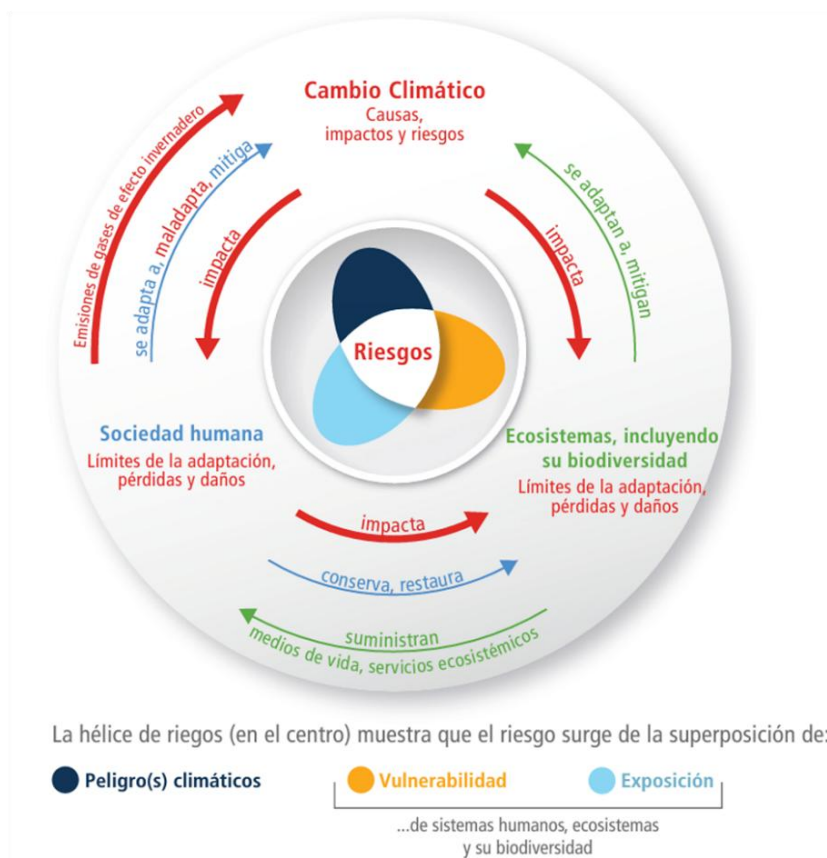 Cambio Climático
Causas,
impactos y riesgos
Emisiones de gases de efecto invernadero
se adapta a, maladapta, mitiga
impacta
impacta
se adaptan a, mitigan
Riesgos
Sociedad humana
Límites de la adaptación,
pérdidas y daños
Ecosistemas, incluyendo
su biodiversidad
Límites de la adaptación,
pérdidas y daños
impacta
conserva, restaura
suministran
medios de vida, servicios ecosistémicos
La hélice de riegos (en el centro) muestra que el riesgo surge de la superposición de:
Peligro(s) climáticos
Vulnerabilidad
Exposición
...de sistemas humanos, ecosistemas
y su biodiversidad